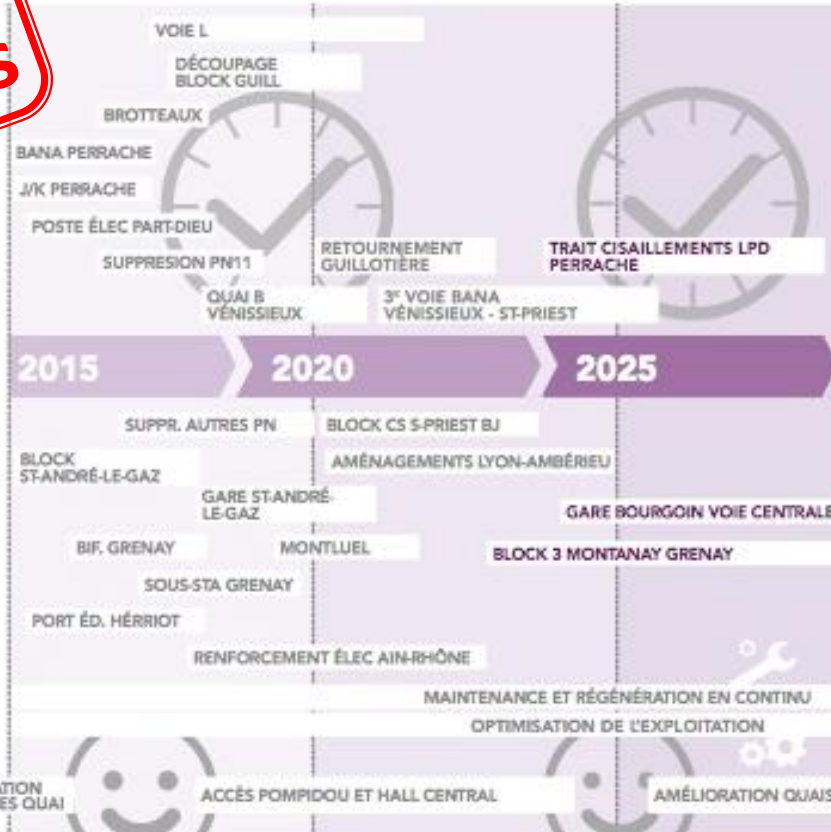 S
VOIE L
DÉCOUPAGE
BLOCK GUILL
BROTTEAUX
BANA PERRACHE
J/K PERRACHE
POSTE ÉLEC PART-DIEU
SUPPRESION PN11
RETOURNEMENT
GUILLOTIÈRE
TRAIT CISAILLEMENTS LPD
PERRACHE
QUAI B
VÉNISSIEUX
3e VOIE BANA
VÉNISSIEUX - ST-PRIEST
2015
2020
2025
SUPPR. AUTRES PN
BLOCK CS S-PRIEST BJ
BLOCK
ST-ANDRÉ-LE-GAZ
AMÉNAGEMENTS LYON-AMBÉRIEU
GARE ST-ANDRÉ-
LE-GAZ
GARE BOURGOIN VOIE CENTRALE
BIF. GRENAY
MONTLUEL
BLOCK 3 MONTANAY GRENAY
SOUS-STA GRENAY
PORT ÉD. HÉRRIOT
RENFORCEMENT ÉLEC AIN-RHÔNE
MAINTENANCE ET RÉGÉNÉRATION EN CONTINU
OPTIMISATION DE L'EXPLOITATION
TION
ES QUAI
ACCÈS POMPIDOU ET HALL CENTRAL
AMÉLIORATION QUAIS